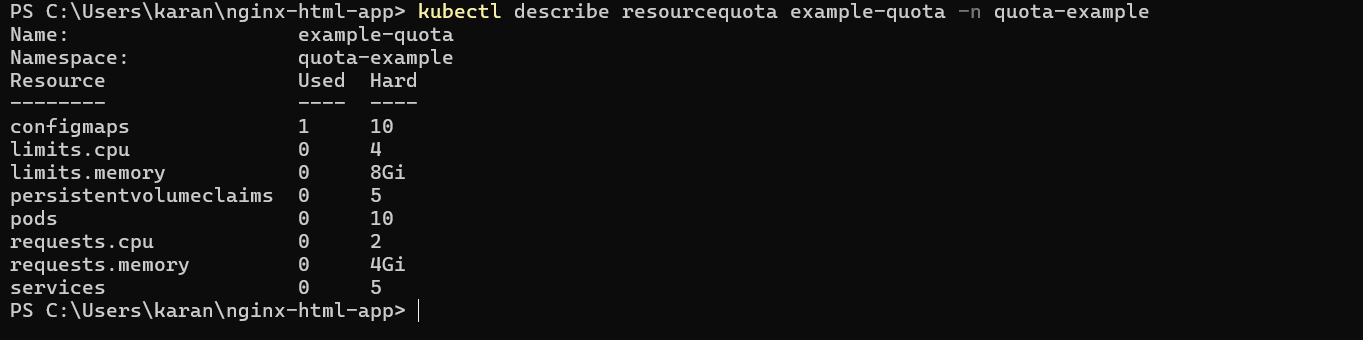 PS C:\Users\karan\nginx-html-app> kubectl describe resourcequota example-quota -n quota-example
Name:                   example-quota
Namespace:              quota-example
Resource                Used  Hard
--------                ----  ----
configmaps              1     10
limits.cpu              0     4
limits.memory           0     8Gi
persistentvolumeclaims  0     5
pods                    0     10
requests.cpu            0     2
requests.memory         0     4Gi
services                0     5
PS C:\Users\karan\nginx-html-app>